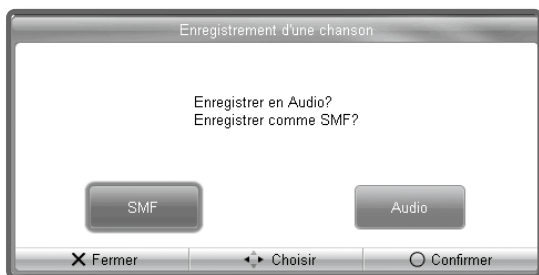 Enregistrement d'une chanson
Enregistrer en Audio?
Enregistrer comme SMF?
SMF Audio
Fermer Choisir Confirmer